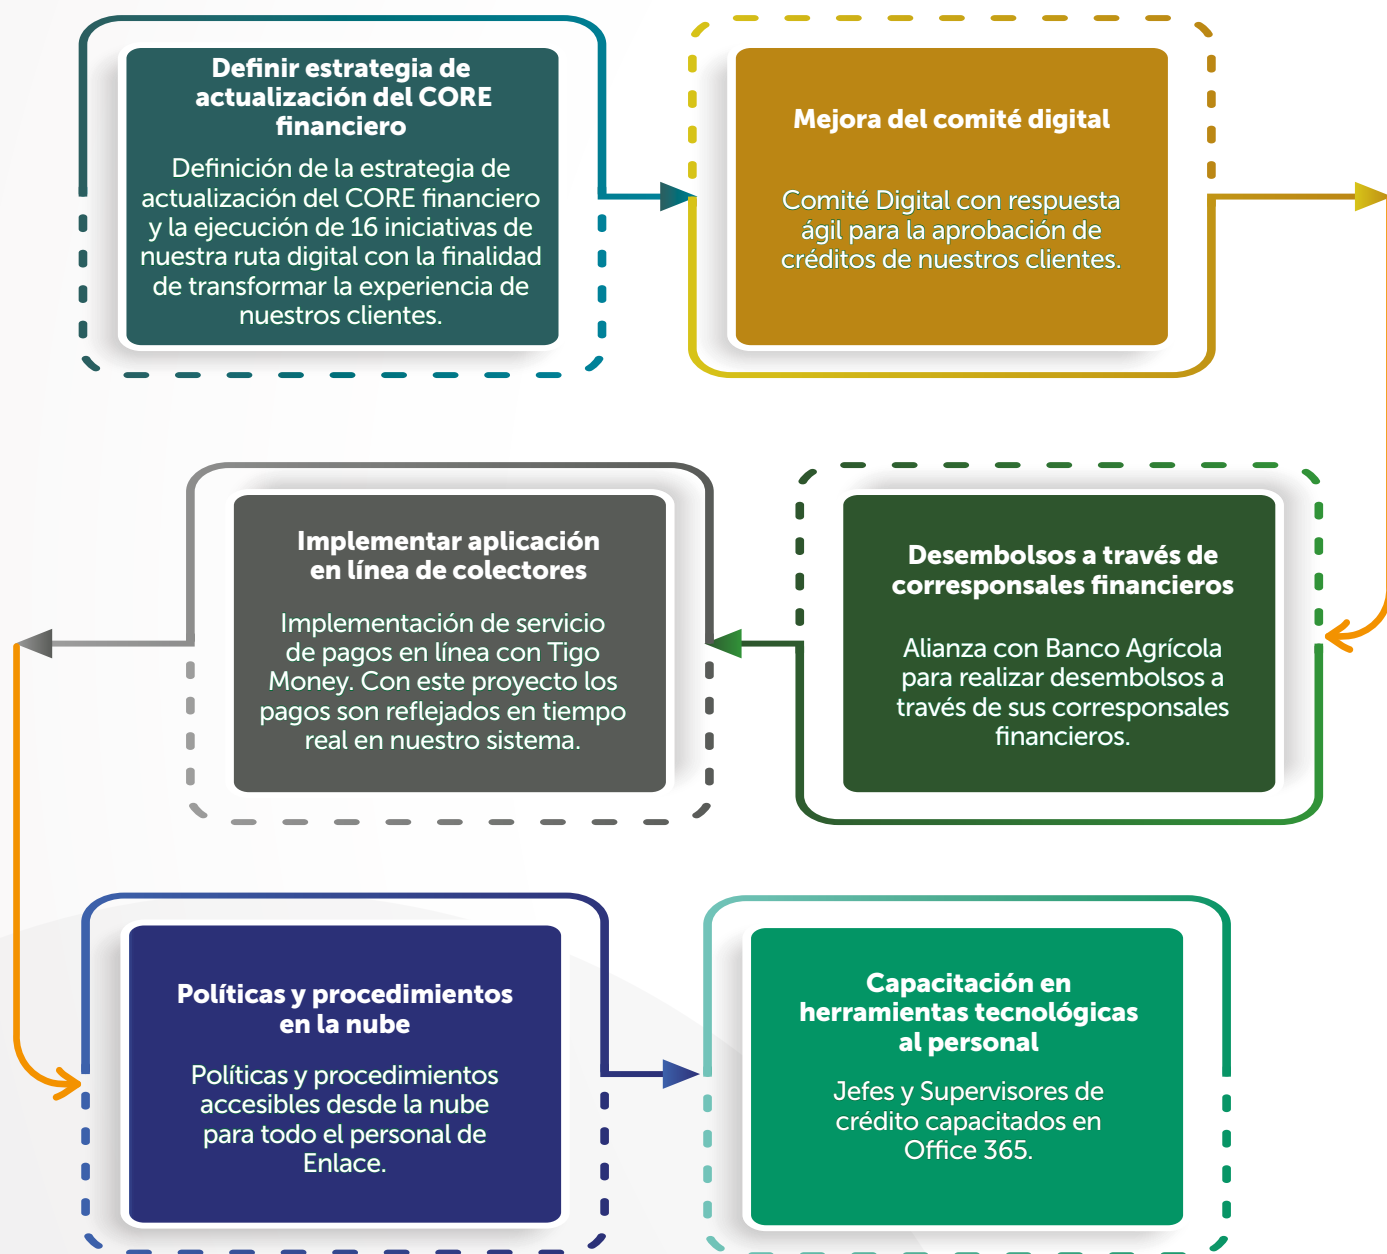 Definir estrategia de
actualización del CORE
financiero
Definición de la estrategia de
actualización del CORE financiero
y la ejecución de 16 iniciativas de
nuestra ruta digital con la finalidad
de transformar la experiencia de
nuestros clientes.
Mejora del comité digital
Comité Digital con respuesta
ágil para la aprobación de
créditos de nuestros clientes.
Desembolsos a través de
corresponsales financieros
Alianza con Banco Agrícola
para realizar desembolsos a
través de sus corresponsales
financieros.
Implementar aplicación
en línea de colectores
Implementación de servicio
de pagos en línea con Tigo
Money. Con este proyecto los
pagos son reflejados en tiempo
real en nuestro sistema.
Políticas y procedimientos
en la nube
Políticas y procedimientos
accesibles desde la nube
para todo el personal de
Enlace.
Capacitación en
herramientas tecnológicas
al personal
Jefes y Supervisores de
crédito capacitados en
Office 365.